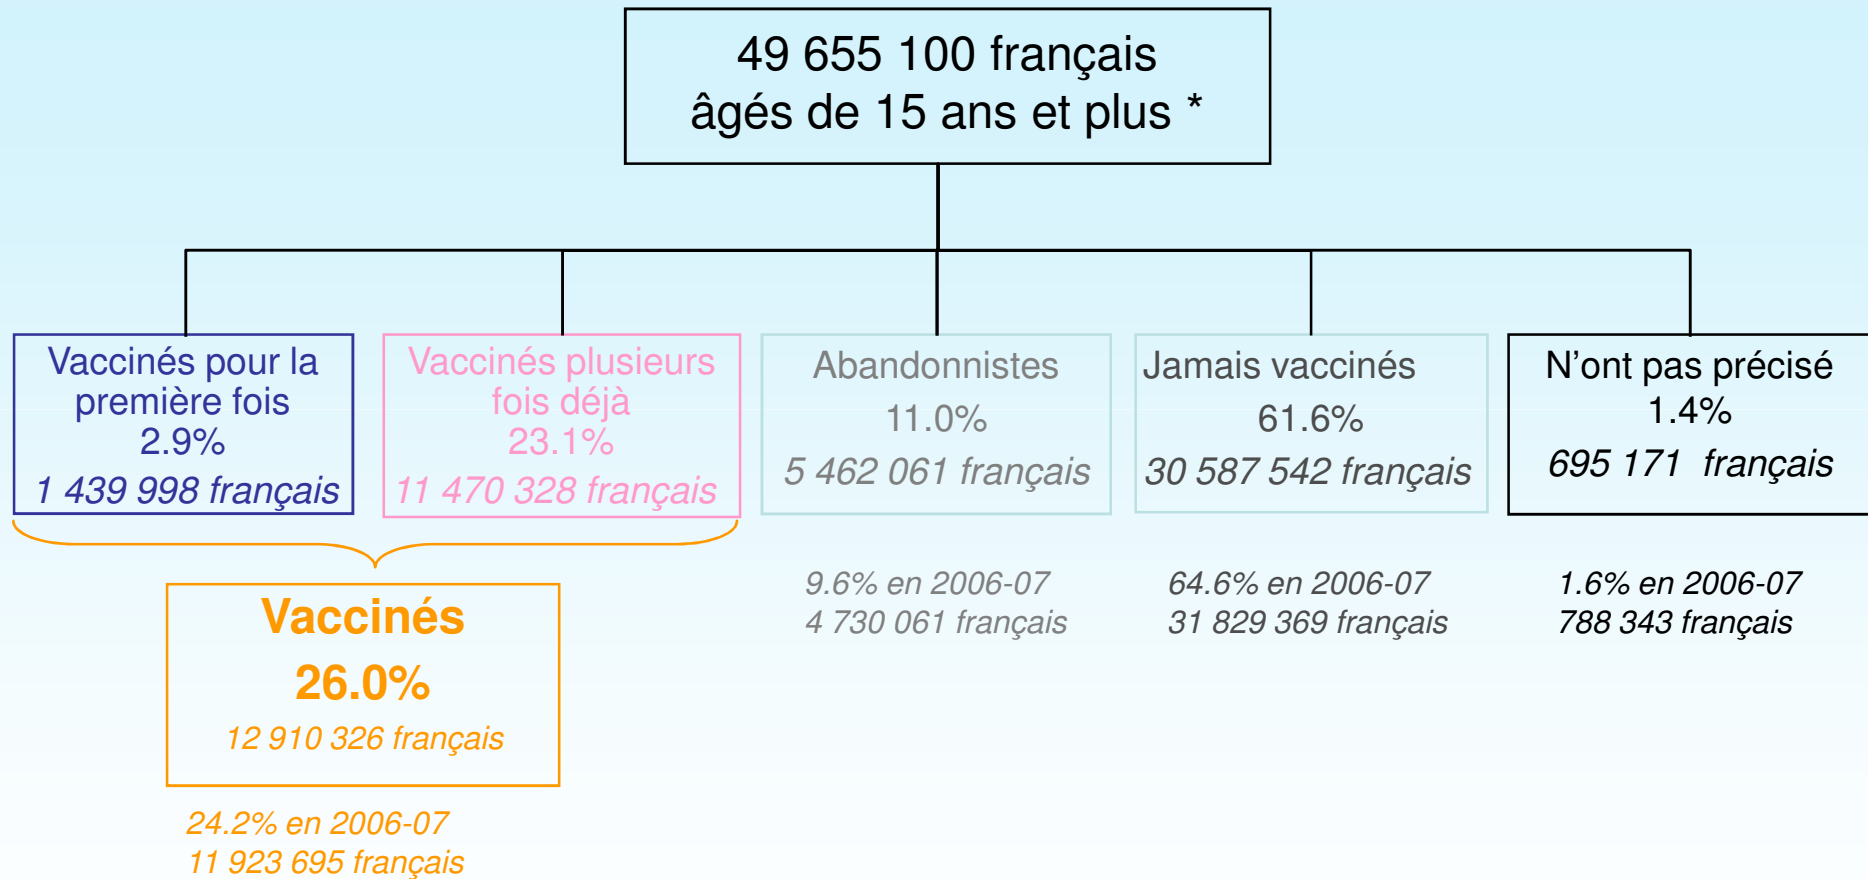 49 655 100 français
âgés de 15 ans et plus *
Vaccinés pour la
première fois
2.9%
1 439 998 français
Vaccinés plusieurs
fois déjà
23.1%
11 470 328 français
Abandonnistes
11.0%
5 462 061 français
Jamais vaccinés
61.6%
30 587 542 français
N'ont pas précisé
1.4%
695 171 français
Vaccinés
26.0%
12 910 326 français
24.2% en 2006-07
11 923 695 français
9.6% en 2006-07
4 730 061 français
64.6% en 2006-07
31 829 369 français
1.6% en 2006-07
788 343 français